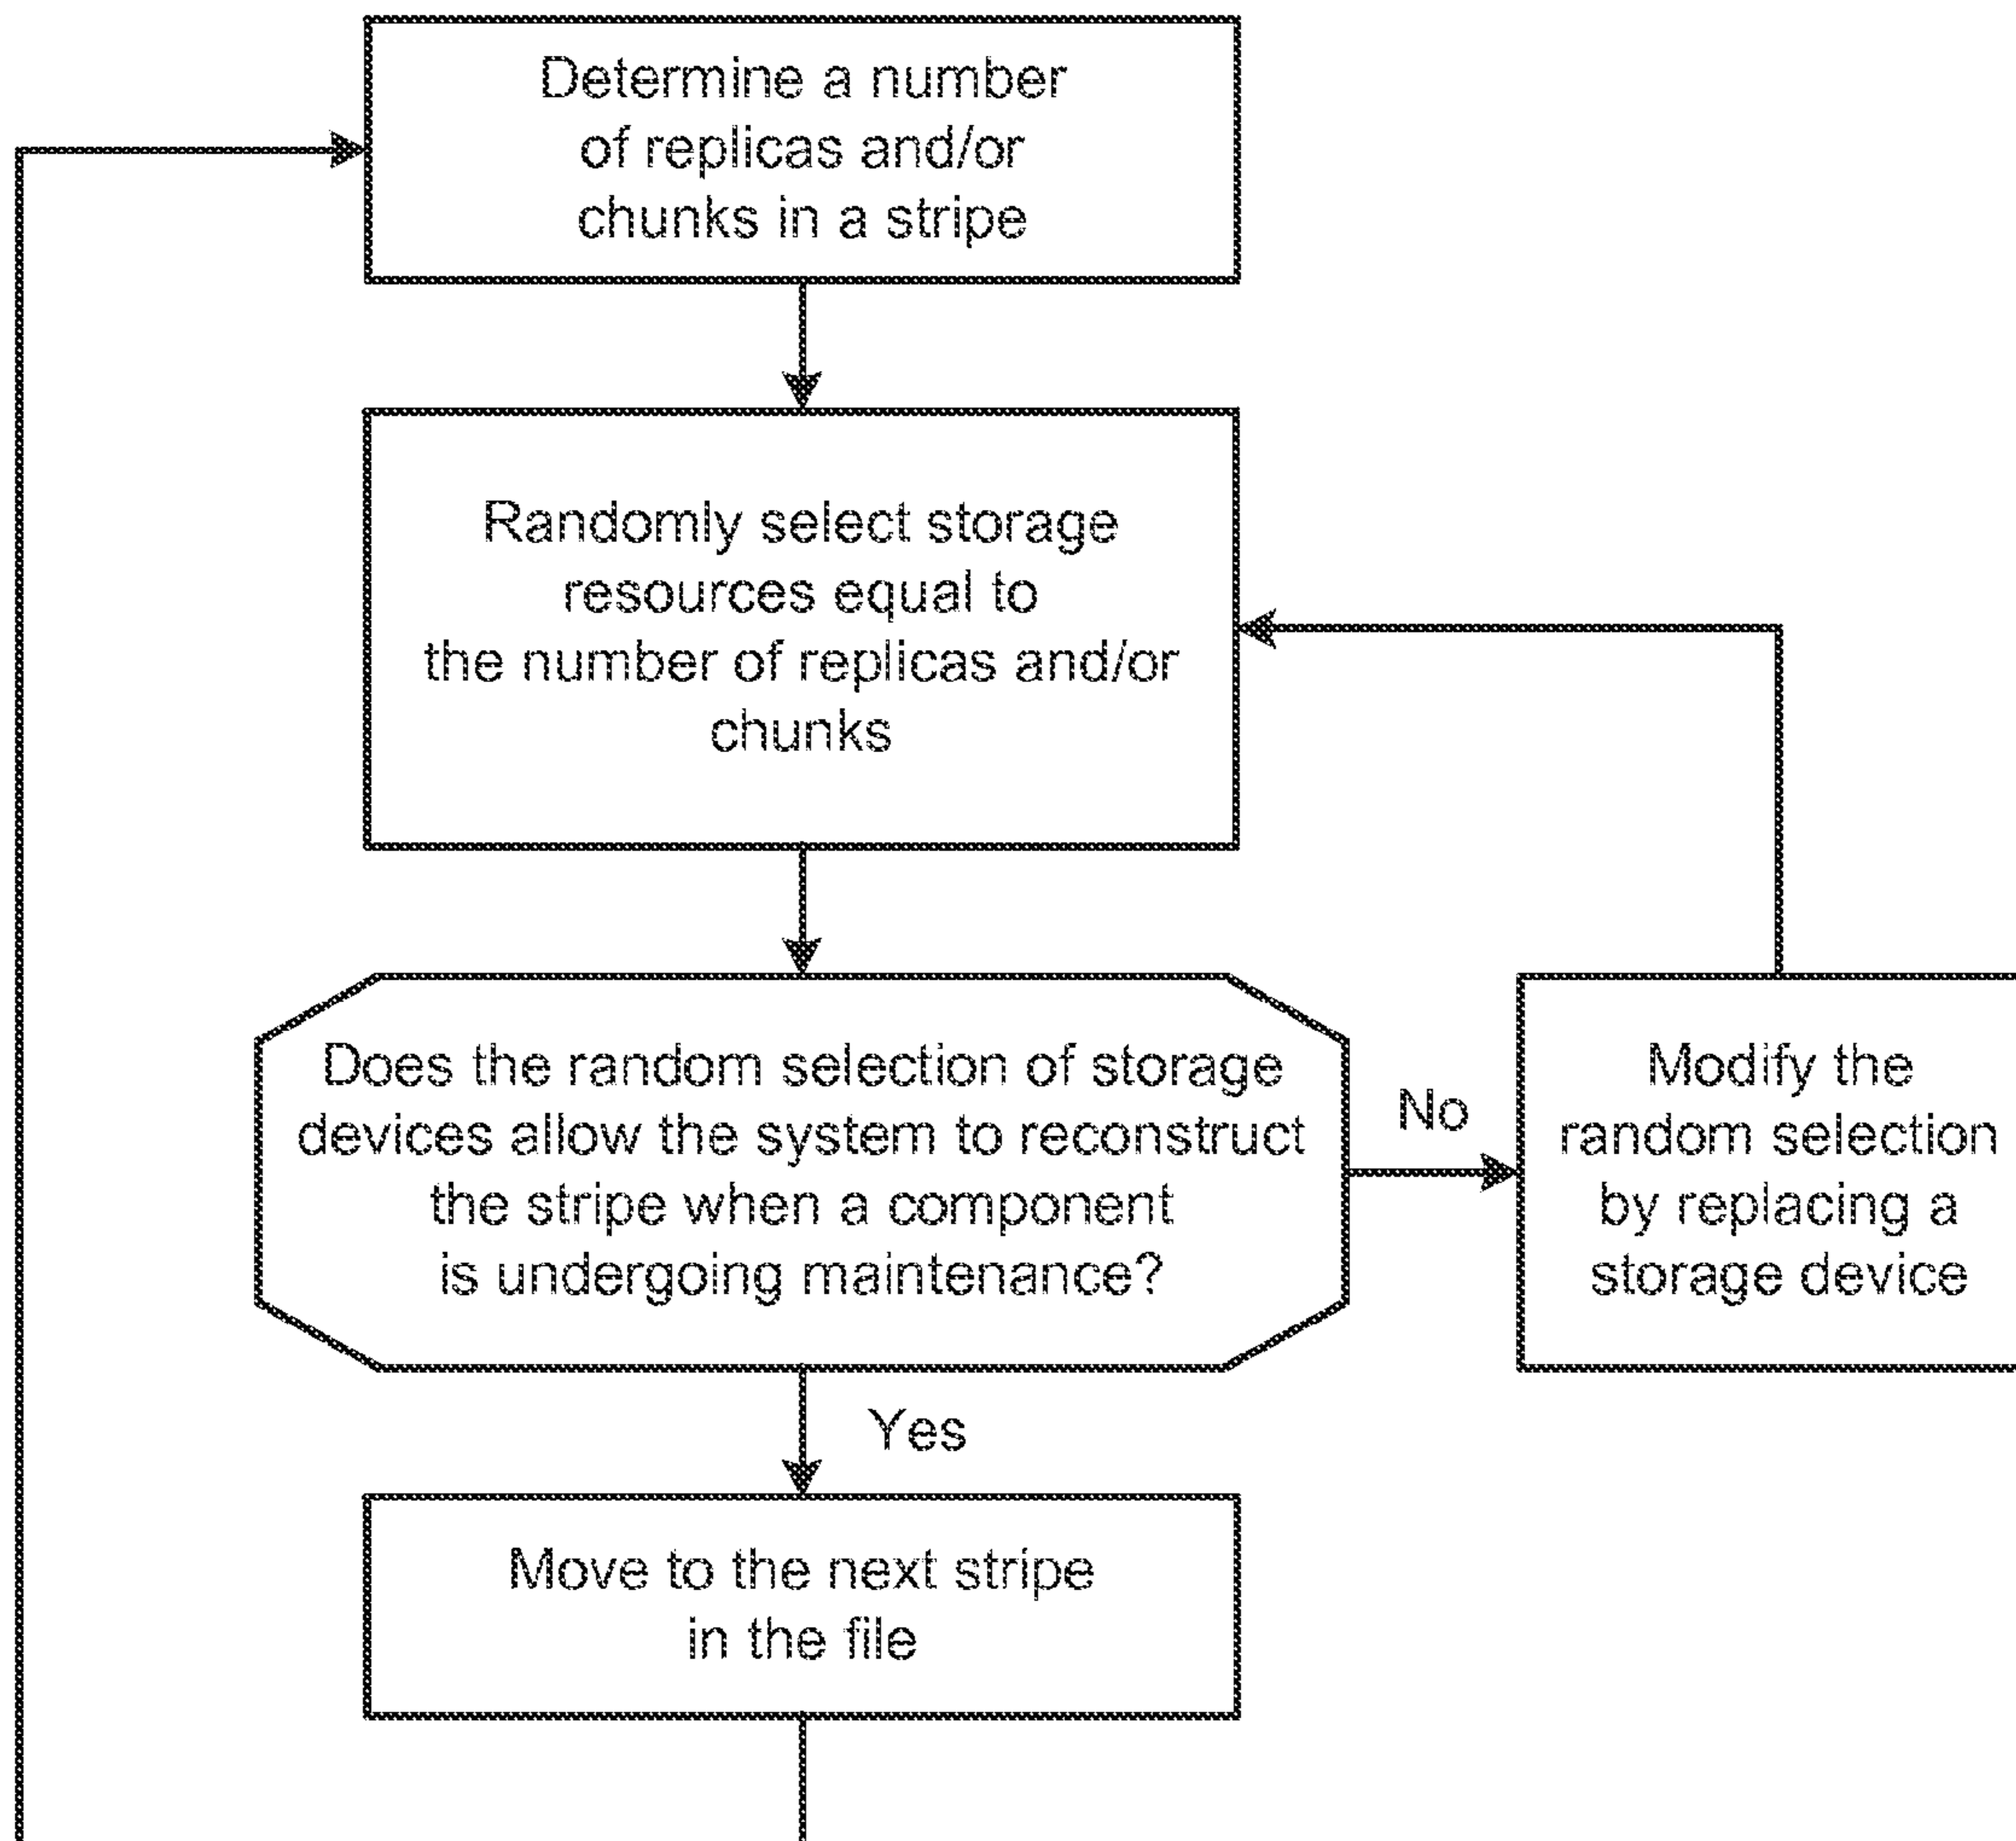 Determine a number
of replicas and/or
chunks in a stripe
Randomly select storage
resources equal to
the number of replicas and/or
chunks
Does the random selection of storage
devices allow the system to reconstruct
the stripe when a component
is undergoing maintenance?
No
Modify the
random selection
by replacing a
storage device
Yes
Move to the next stripe
in the file